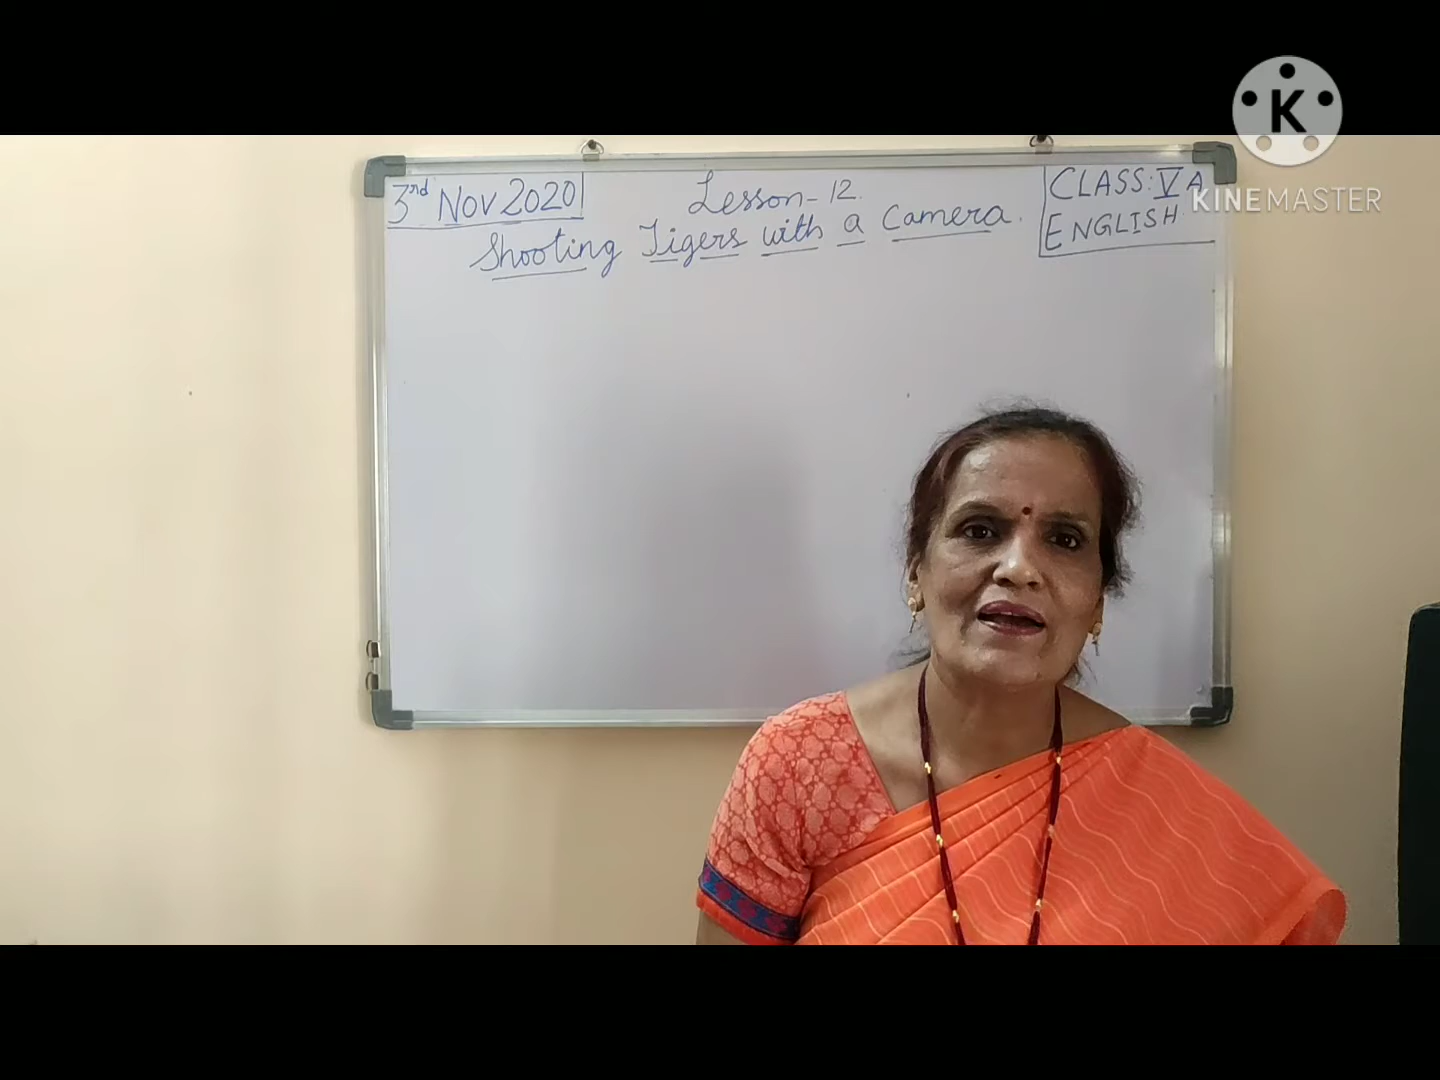 3rd Nov 2020
Lesson-12.
Shooting Tigers with a Camera.
CLASS: V A
ENGLISH
K
KINEMASTER